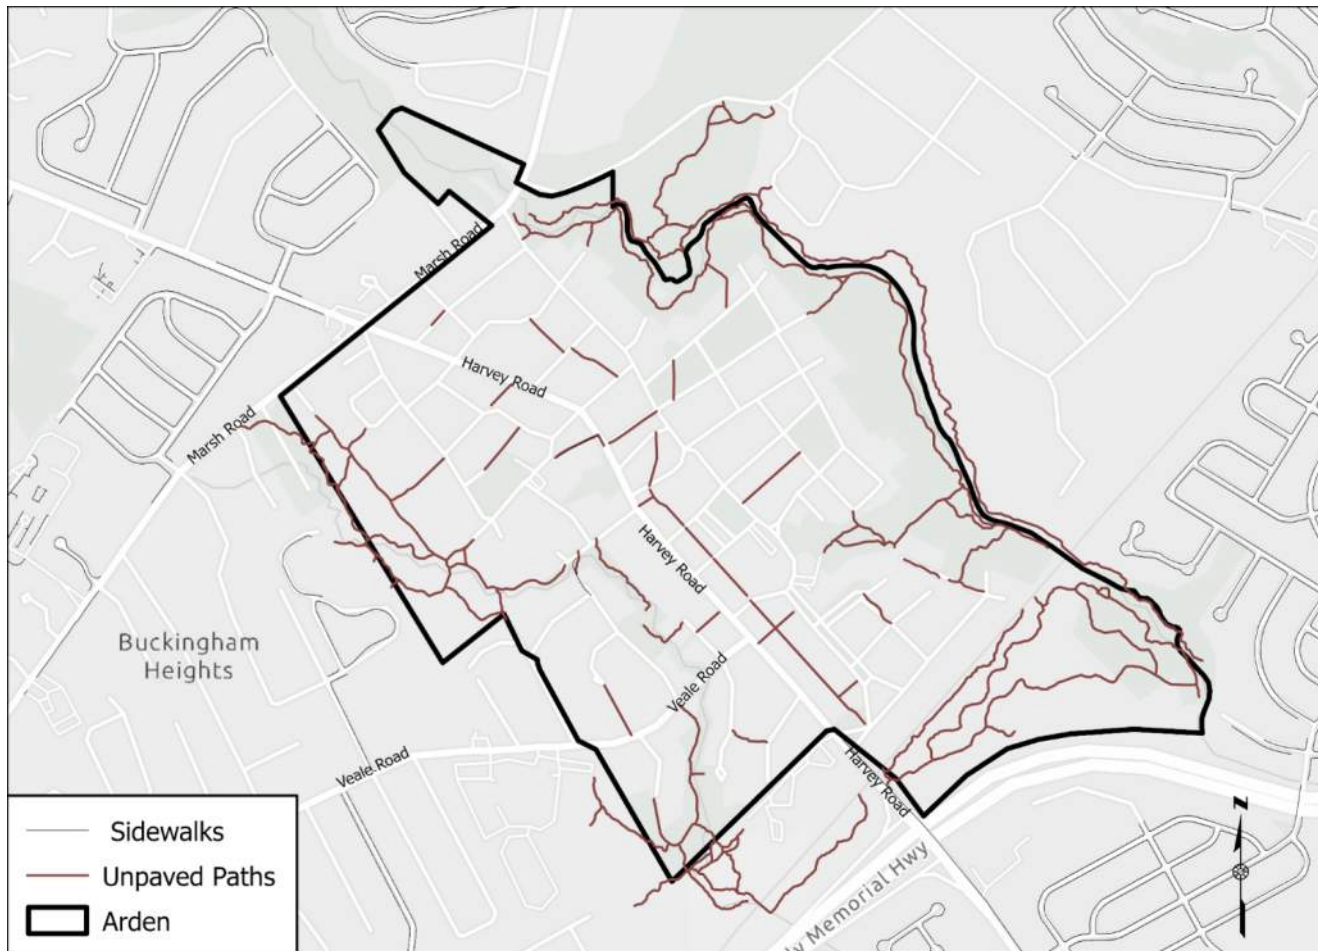 Marsh Road
Harvey Road
Marsh Road
Harvey Road
Buckingham
Heights
Veale Road
Veale Road
Harvey Road
Memorial Hwy
N
Sidewalks
Unpaved Paths
Arden